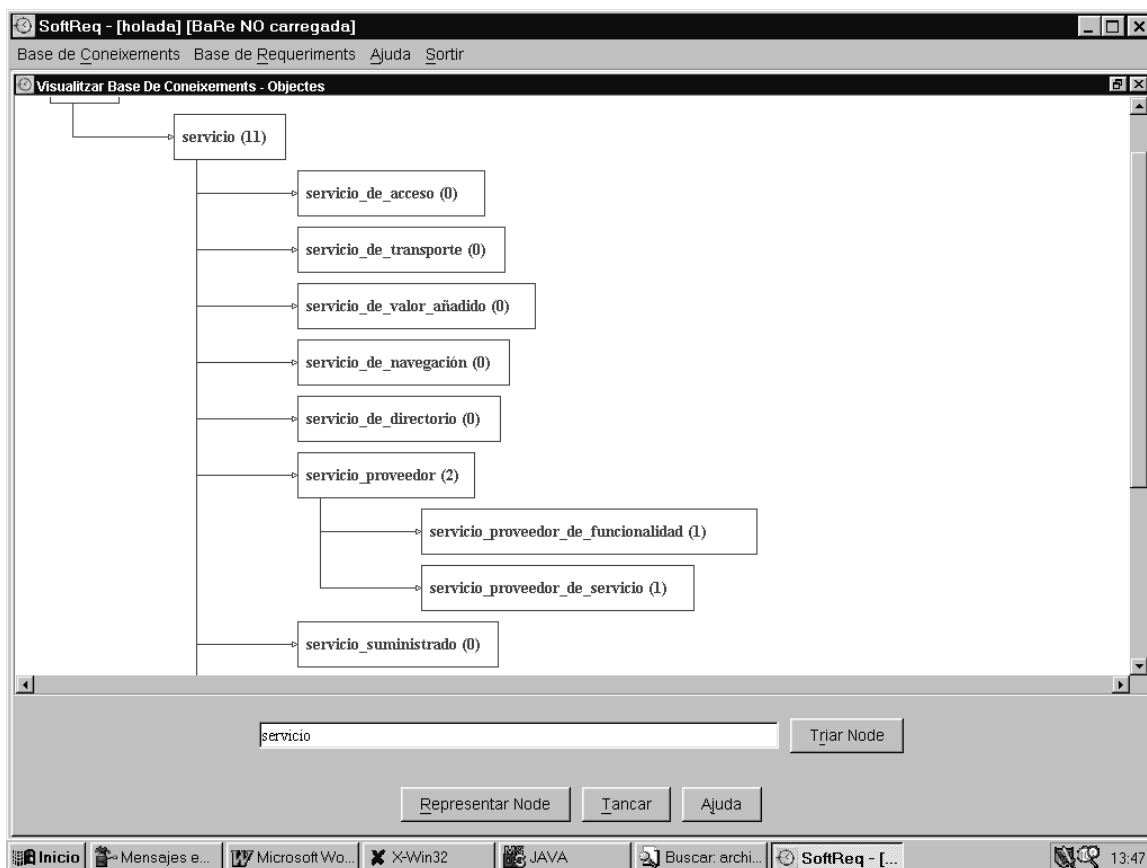 SoftReq - [holada] [BaRe NO carregada]
Base de Coneixements Base de Requeriments Ajuda Sortir
Visualitzar Base De Coneixements - Objectes
servicio (11)
servicio_de_acceso (0)
servicio_de_transporte (0)
servicio_de_valor_añadido (0)
servicio_de_navegación (0)
servicio_de_directorio (0)
servicio_proveedor (2)
servicio_proveedor_de_funcionalidad (1)
servicio_proveedor_de_servicio (1)
servicio_suministrado (0)
servicio Triar Node
Representar Node Tancar Ajuda
Inicio Mensajes e... Microsoft Wo... X-Win32 JAVA Buscar: archi... SoftReq - [... 13:47